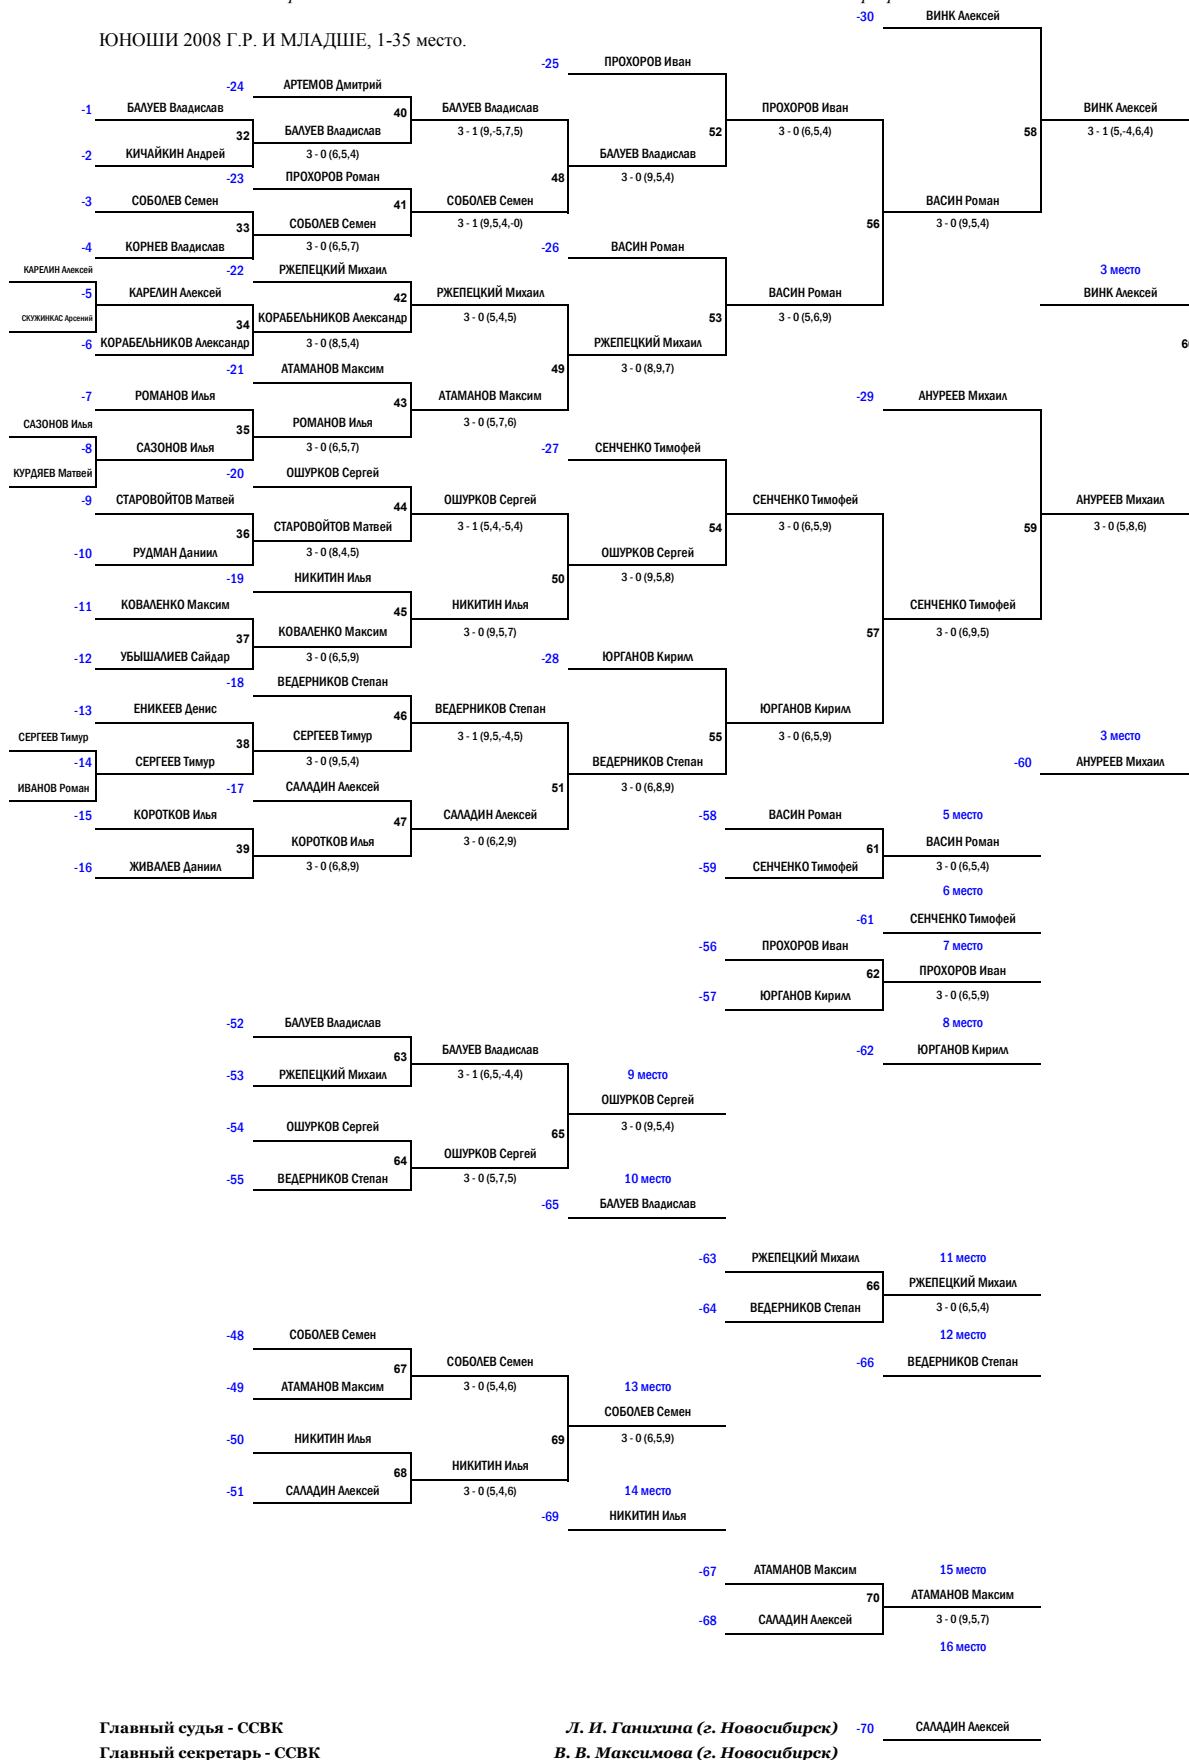 -30 ВИНК Алексей
ЮНОШИ 2008 Г.Р. И МЛАДШЕ, 1-35 место.
-25 ПРОХОРОВ Иван
-24 АРТЕМОВ Дмитрий
-1 БАЛУЕВ Владислав 40 БАЛУЕВ Владислав ПРОХОРОВ Иван ВИНК Алексей
32 БАЛУЕВ Владислав 3 - 1 (9,-5,7,5) 52 3 - 0 (6,5,4) 58 3 - 1 (5,-4,6,4)
-2 КИЧАЙКИН Андрей 3 - 0 (6,5,4) БАЛУЕВ Владислав
-23 ПРОХОРОВ Роман 48 3 - 0 (9,5,4)
-3 СОБОЛЕВ Семен 41 СОБОЛЕВ Семен ВАСИН Роман
33 СОБОЛЕВ Семен 3 - 1 (9,5,4,-0) 56 3 - 0 (9,5,4)
-4 КОРНЕВ Владислав 3 - 0 (6,5,7) -26 ВАСИН Роман
КАРЕЛИН Алексей -22 РЖЕПЕЦКИЙ Михаил 3 место
-5 КАРЕЛИН Алексей 42 РЖЕПЕЦКИЙ Михаил ВАСИН Роман ВИНК Алексей
СКУЖИНКАС Арсений 34 КОРАБЕЛЬНИКОВ Александр 3 - 0 (5,4,5) 53 3 - 0 (5,6,9)
-6 КОРАБЕЛЬНИКОВ Александр 3 - 0 (8,5,4) РЖЕПЕЦКИЙ Михаил
-21 АТАМАНОВ Максим 49 3 - 0 (8,9,7)
-7 РОМАНОВ Илья 43 АТАМАНОВ Максим -29 АНУРЕЕВ Михаил
САЗОНОВ Илья 35 РОМАНОВ Илья 3 - 0 (5,7,6)
-8 САЗОНОВ Илья 3 - 0 (6,5,7) -27 СЕНЧЕНКО Тимофей
КУРДЯЕВ Матвей -20 ОШУРКОВ Сергей
-9 СТАРОВОЙТОВ Матвей 44 ОШУРКОВ Сергей СЕНЧЕНКО Тимофей АНУРЕЕВ Михаил
36 СТАРОВОЙТОВ Матвей 3 - 1 (5,4,-5,4) 54 3 - 0 (6,5,9) 59 3 - 0 (5,8,6)
-10 РУДМАН Даниил 3 - 0 (8,4,5) ОШУРКОВ Сергей
-19 НИКИТИН Илья 50 3 - 0 (9,5,8)
-11 КОВАЛЕНКО Максим 45 НИКИТИН Илья СЕНЧЕНКО Тимофей
37 КОВАЛЕНКО Максим 3 - 0 (9,5,7) 57 3 - 0 (6,9,5)
-12 УБЫШАЛИЕВ Сайдар 3 - 0 (6,5,9) -28 ЮРГАНОВ Кирилл
-18 ВЕДЕРНИКОВ Степан
-13 ЕНИКЕЕВ Денис 46 ВЕДЕРНИКОВ Степан ЮРГАНОВ Кирилл
СЕРГЕЕВ Тимур 38 СЕРГЕЕВ Тимур 3 - 1 (9,5,-4,5) 55 3 - 0 (6,5,9) 3 место
-14 СЕРГЕЕВ Тимур 3 - 0 (9,5,4) ВЕДЕРНИКОВ Степан -60 АНУРЕЕВ Михаил
ИВАНОВ Роман -17 САЛАДИН Алексей 51 3 - 0 (6,8,9)
-15 КОРОТКОВ Илья 47 САЛАДИН Алексей -58 ВАСИН Роман 5 место
39 КОРОТКОВ Илья 3 - 0 (6,2,9) 61 ВАСИН Роман
-16 ЖИВАЛЕВ Даниил 3 - 0 (6,8,9) -59 СЕНЧЕНКО Тимофей 3 - 0 (6,5,4)
6 место
-61 СЕНЧЕНКО Тимофей
-56 ПРОХОРОВ Иван 7 место
62 ПРОХОРОВ Иван
-57 ЮРГАНОВ Кирилл 3 - 0 (6,5,9)
-52 БАЛУЕВ Владислав 8 место
63 БАЛУЕВ Владислав -62 ЮРГАНОВ Кирилл
-53 РЖЕПЕЦКИЙ Михаил 3 - 1 (6,5,-4,4) 9 место
ОШУРКОВ Сергей
-54 ОШУРКОВ Сергей 65 3 - 0 (9,5,4)
64 ОШУРКОВ Сергей
-55 ВЕДЕРНИКОВ Степан 3 - 0 (5,7,5) 10 место
-65 БАЛУЕВ Владислав
-63 РЖЕПЕЦКИЙ Михаил 11 место
66 РЖЕПЕЦКИЙ Михаил
-64 ВЕДЕРНИКОВ Степан 3 - 0 (6,5,4)
-48 СОБОЛЕВ Семен 12 место
67 СОБОЛЕВ Семен -66 ВЕДЕРНИКОВ Степан
-49 АТАМАНОВ Максим 3 - 0 (5,4,6) 13 место
СОБОЛЕВ Семен
-50 НИКИТИН Илья 69 3 - 0 (6,5,9)
68 НИКИТИН Илья
-51 САЛАДИН Алексей 3 - 0 (5,4,6) 14 место
-69 НИКИТИН Илья
-67 АТАМАНОВ Максим 15 место
70 АТАМАНОВ Максим
-68 САЛАДИН Алексей 3 - 0 (9,5,7)
16 место
Главный судья - ССВК Л. И. Ганихина (г. Новосибирск) -70 САЛАДИН Алексей
Главный секретарь - ССВК В. В. Максимова (г. Новосибирск)